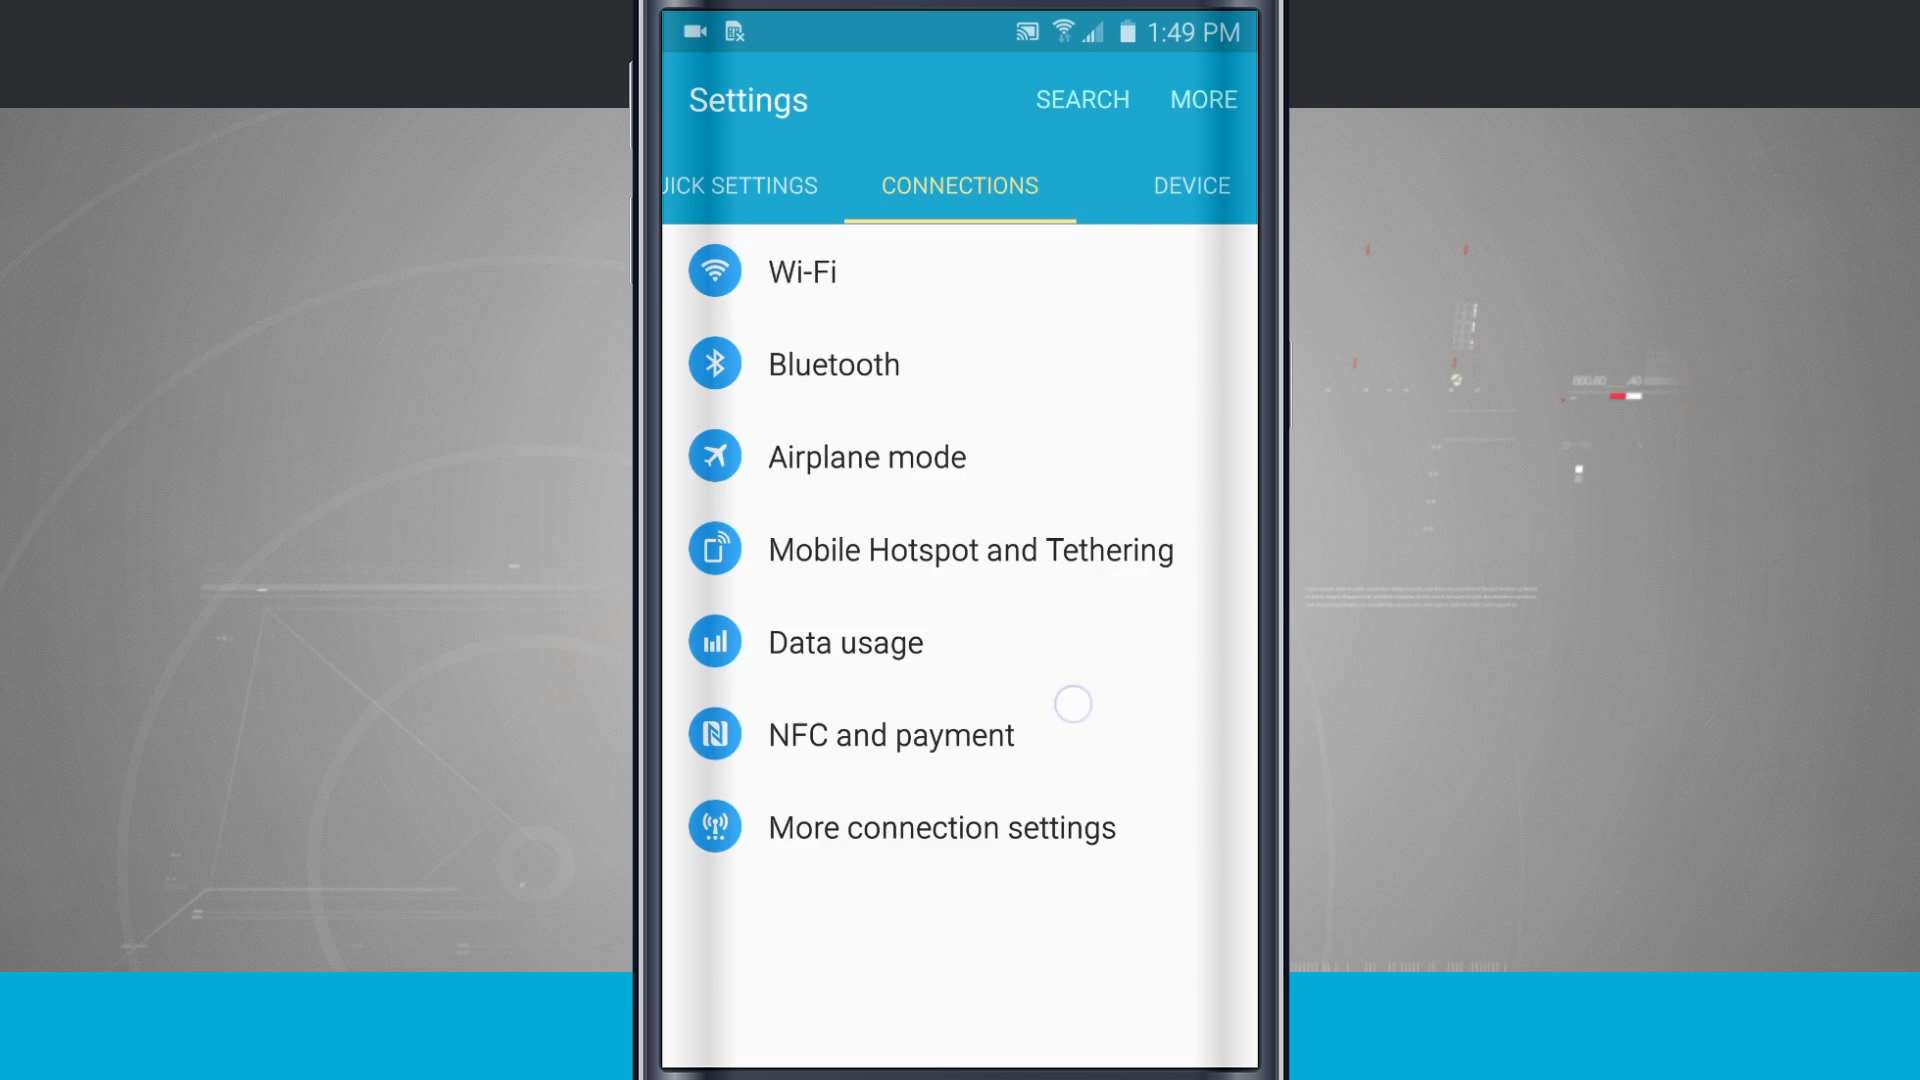 1:49 PM
Settings SEARCH MORE
UICK SETTINGS CONNECTIONS DEVICE
Wi-Fi
Bluetooth
Airplane mode
Mobile Hotspot and Tethering
Data usage
NFC and payment
More connection settings